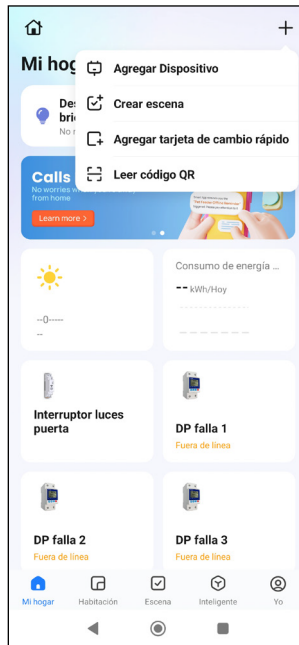 Mi hog
Agregar Dispositivo
Crear escena
Agregar tarjeta de cambio rápido
Leer código QR
Des
bri
No r
Calls
No worries w
from home
Learn more >
Consumo de energía ...
-- kWh/Hoy
--0----
--
Interruptor luces
puerta
DP falla 1
Fuera de línea
DP falla 2
Fuera de línea
DP falla 3
Fuera de línea
Mi hogar
Habitación
Escena
Inteligente
Yo